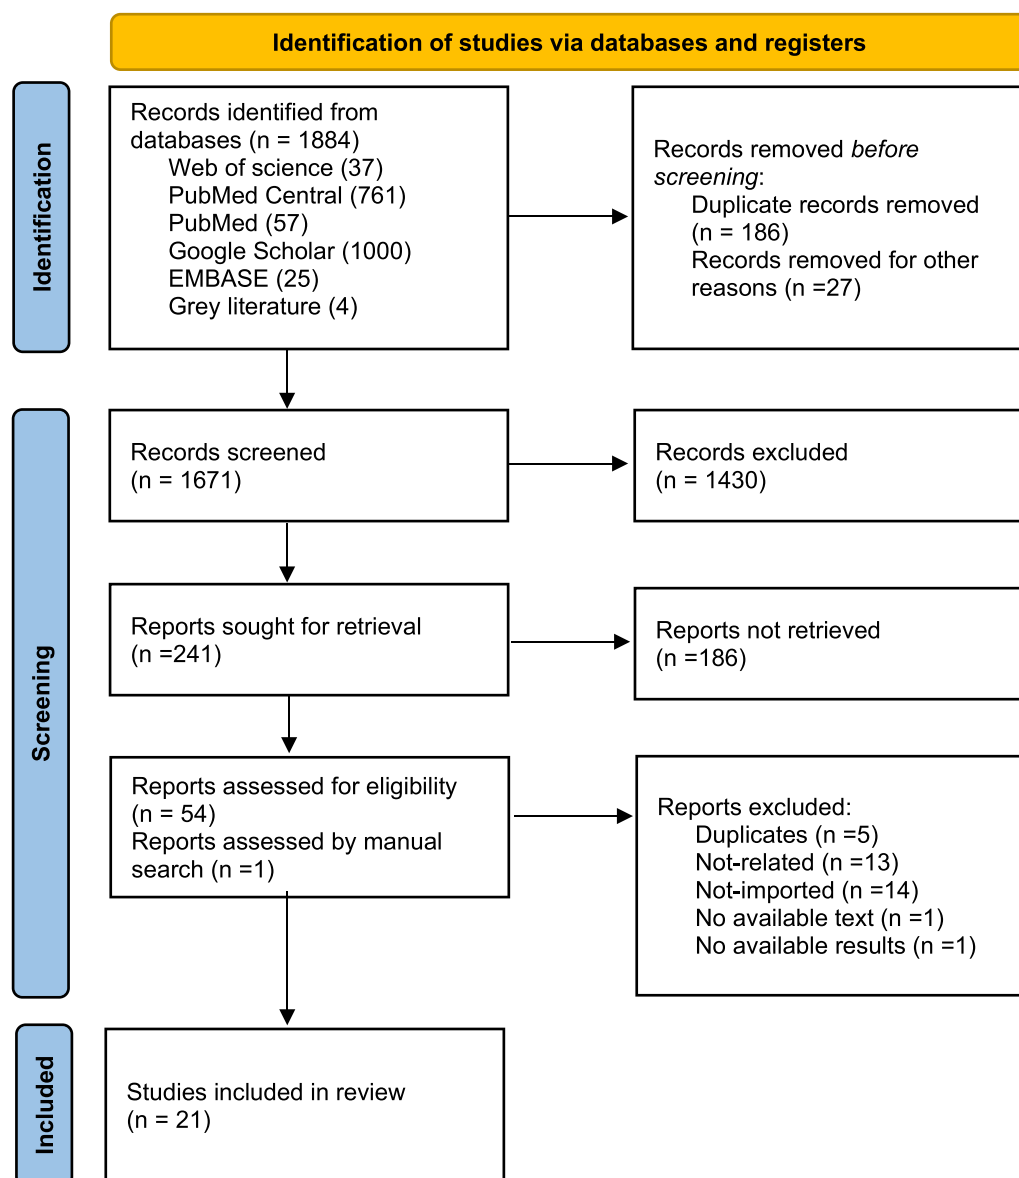 Identification of studies via databases and registers
Identification
Records identified from
databases (n = 1884)
Web of science (37)
PubMed Central (761)
PubMed (57)
Google Scholar (1000)
EMBASE (25)
Grey literature (4)
Records removed before
screening:
Duplicate records removed
(n = 186)
Records removed for other
reasons (n =27)
Screening
Records screened
(n = 1671)
Records excluded
(n = 1430)
Reports sought for retrieval
(n =241)
Reports not retrieved
(n =186)
Reports assessed for eligibility
(n = 54)
Reports assessed by manual
search (n =1)
Reports excluded:
Duplicates (n =5)
Not-related (n =13)
Not-imported (n =14)
No available text (n =1)
No available results (n =1)
Included
Studies included in review
(n = 21)